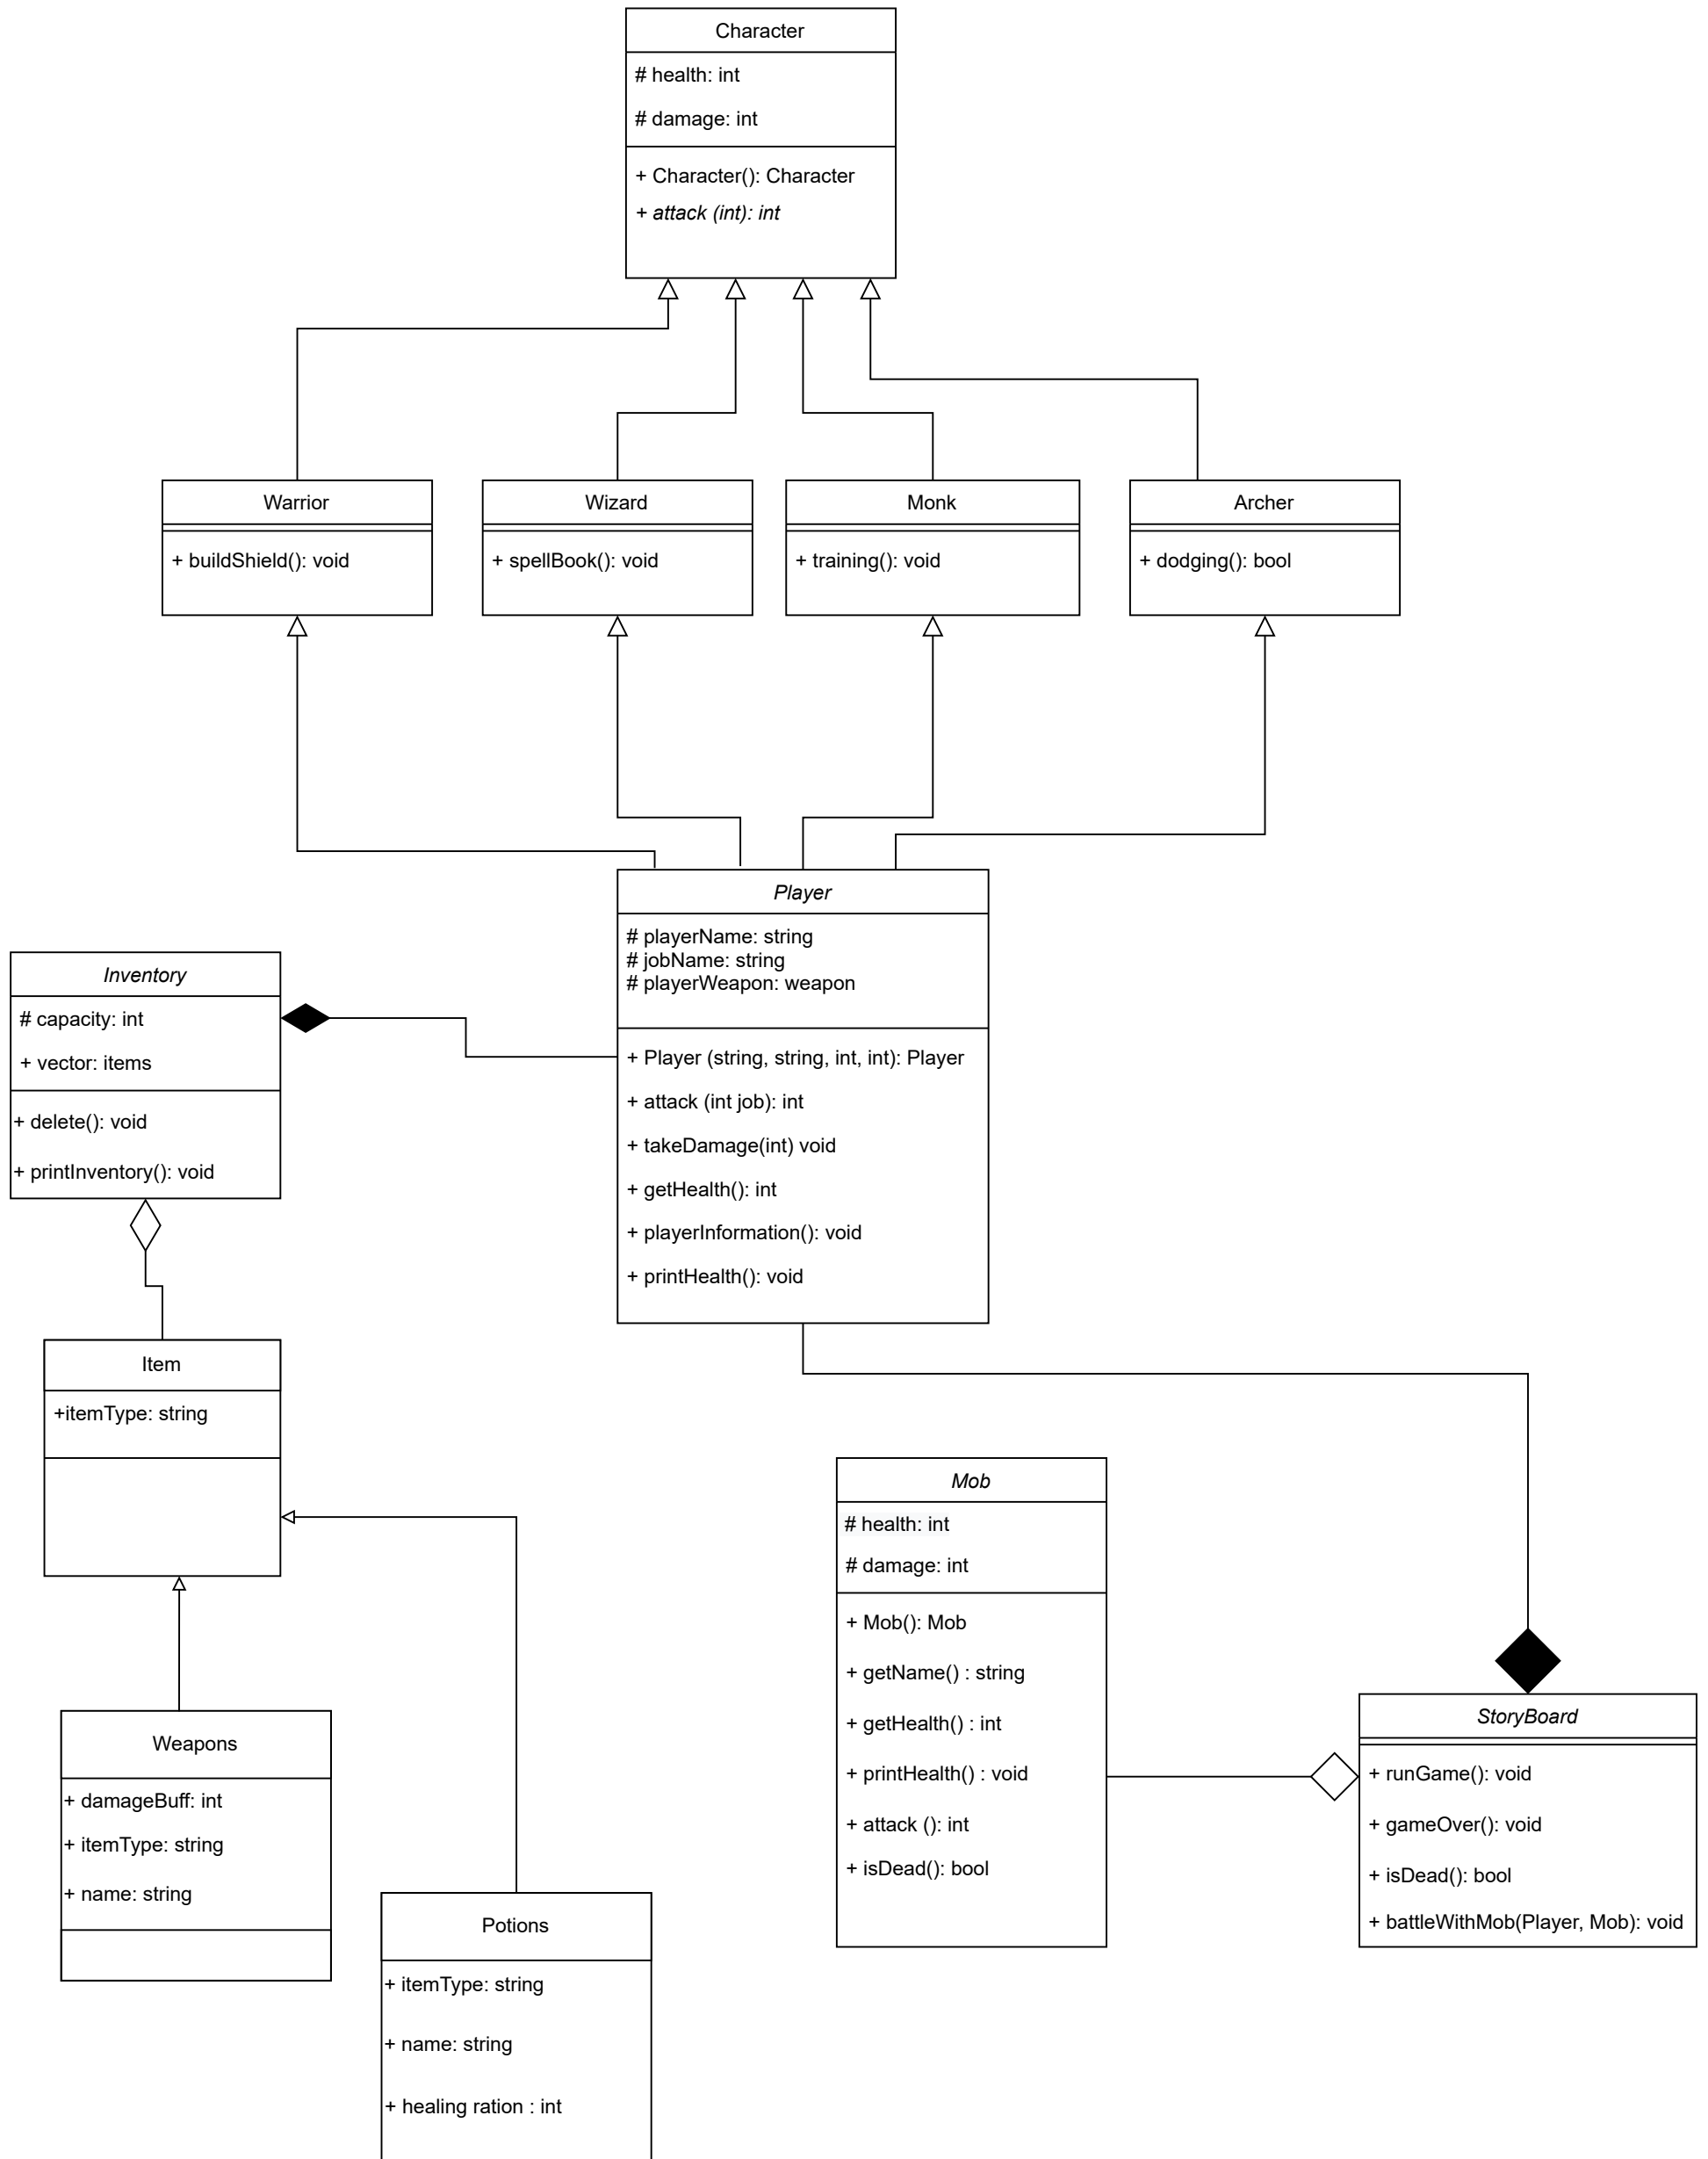 Character
# health: int
# damage: int
+ Character(): Character
+ attack (int): int
Warrior
+ buildShield(): void
Wizard
+ spellBook(): void
Monk
+ training(): void
Archer
+ dodging(): bool
Player
# playerName: string
# jobName: string
# playerWeapon: weapon
+ Player (string, string, int, int): Player
+ attack (int job): int
+ takeDamage(int) void
+ getHealth(): int
+ playerInformation(): void
+ printHealth(): void
Inventory
# capacity: int
+ vector: items
+ delete(): void
+ printInventory(): void
Item
+itemType: string
Mob
# health: int
# damage: int
+ Mob(): Mob
+ getName() : string
+ getHealth() : int
+ printHealth() : void
+ attack (): int
+ isDead(): bool
StoryBoard
+ runGame(): void
+ gameOver(): void
+ isDead(): bool
+ battleWithMob(Player, Mob): void
Weapons
+ damageBuff: int
+ itemType: string
+ name: string
Potions
+ itemType: string
+ name: string
+ healing ration : int